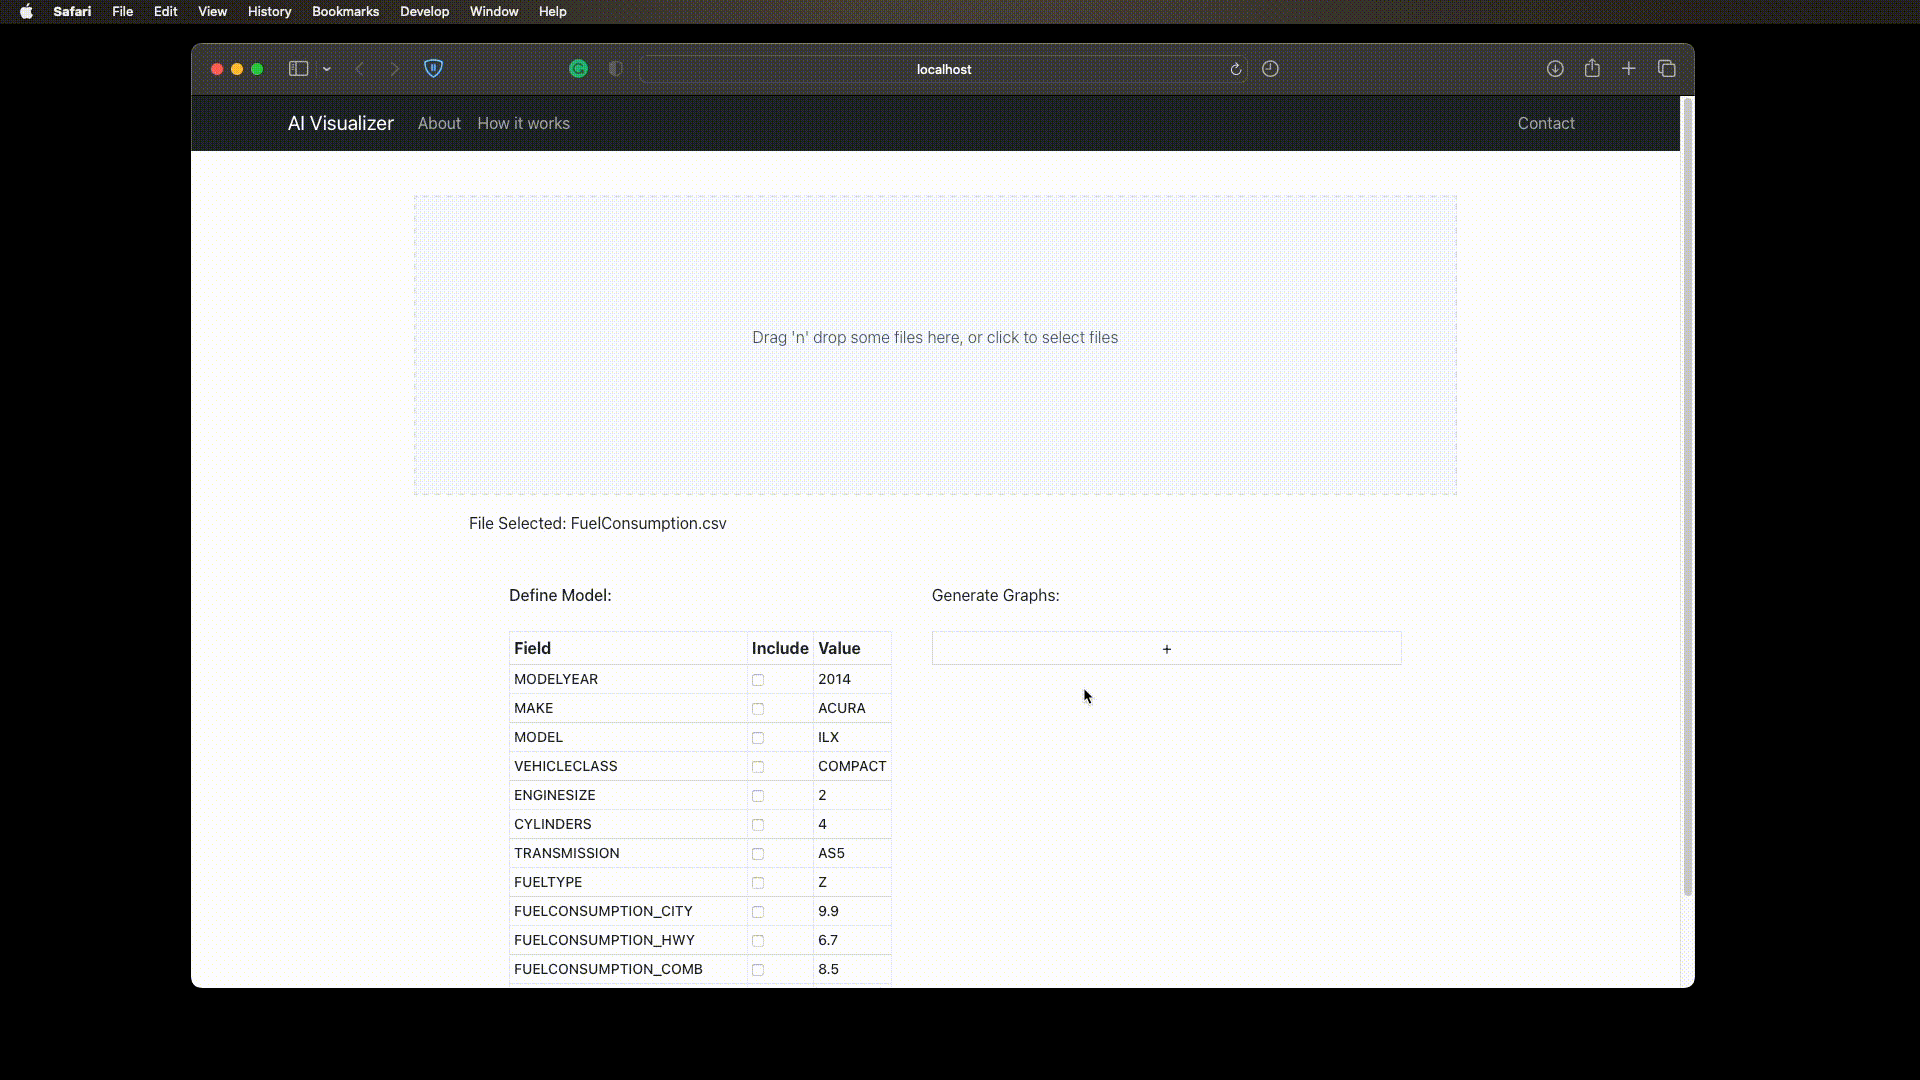 Safari File Edit View History Bookmarks Develop Window Help
localhost
AI Visualizer About How it works Contact
Drag 'n' drop some files here, or click to select files
File Selected: FuelConsumption.csv
Define Model:
Field Include Value
MODELYEAR 2014
MAKE ACURA
MODEL ILX
VEHICLECLASS COMPACT
ENGINESIZE 2
CYLINDERS 4
TRANSMISSION AS5
FUELTYPE Z
FUELCONSUMPTION_CITY 9.9
FUELCONSUMPTION_HWY 6.7
FUELCONSUMPTION_COMB 8.5
Generate Graphs:
+